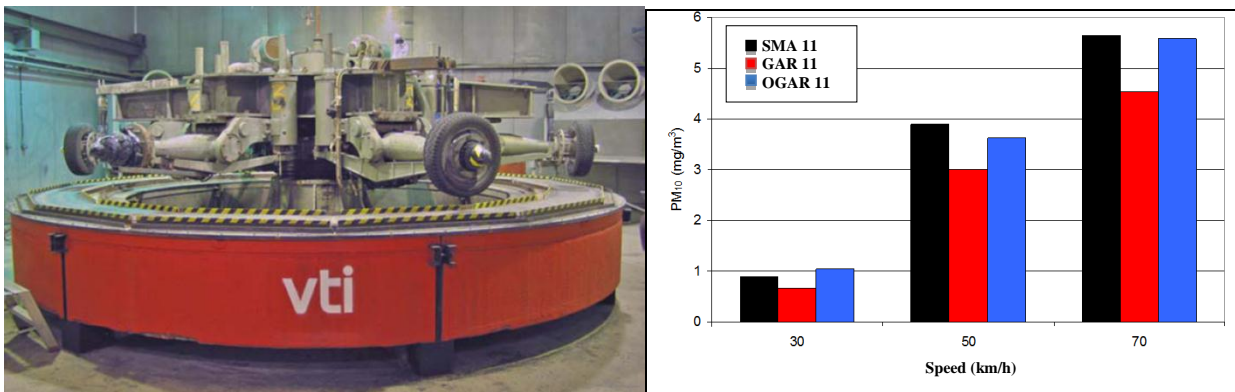 vti
6
5
4
3
2
1
0
PM₁₀ (mg/m³)
SMA 11
GAR 11
OGAR 11
30 50 70
Speed (km/h)